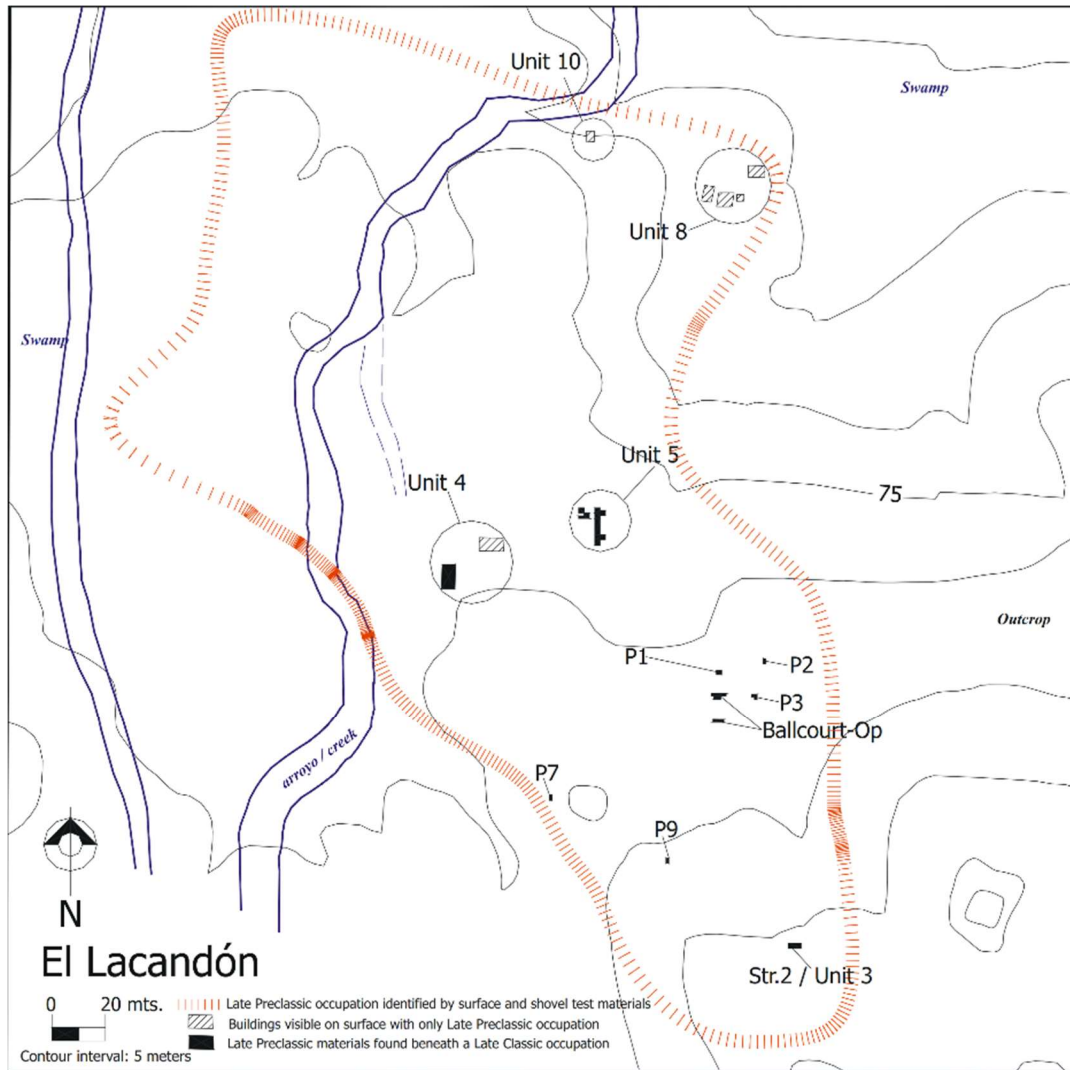 Unit 10
Swamp
Unit 8
Swamp
Unit 5
Unit 4
75
Outcrop
P1
P2
P3
Ballcourt-Op
arroyo / creek
P7
P9
N
El Lacandón
Str.2 / Unit 3
0 20 mts.
Late Preclassic occupation identified by surface and shovel test materials
Buildings visible on surface with only Late Preclassic occupation
Late Preclassic materials found beneath a Late Classic occupation
Contour interval: 5 meters